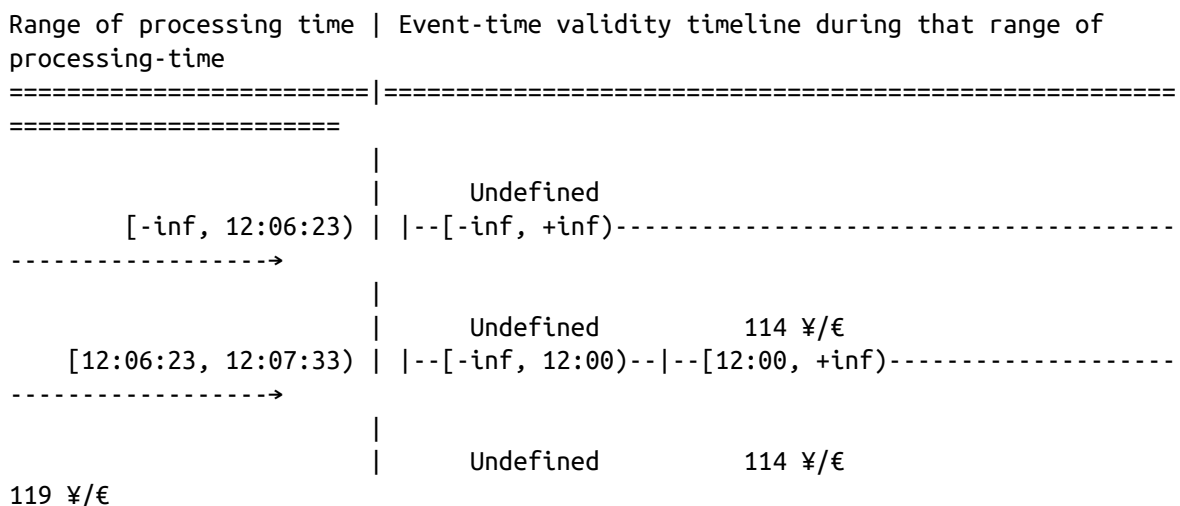 Range of processing time | Event-time validity timeline during that range of
processing-time
=========================|=======================================================
=======================
                         |
                         |      Undefined
        [-inf, 12:06:23) | |--[-inf, +inf)---------------------------------------
------------------→
                         |
                         |      Undefined          114 ¥/€
    [12:06:23, 12:07:33) | |--[-inf, 12:00)--|--[12:00, +inf)--------------------
------------------→
                         |
                         |      Undefined          114 ¥/€
119 ¥/€